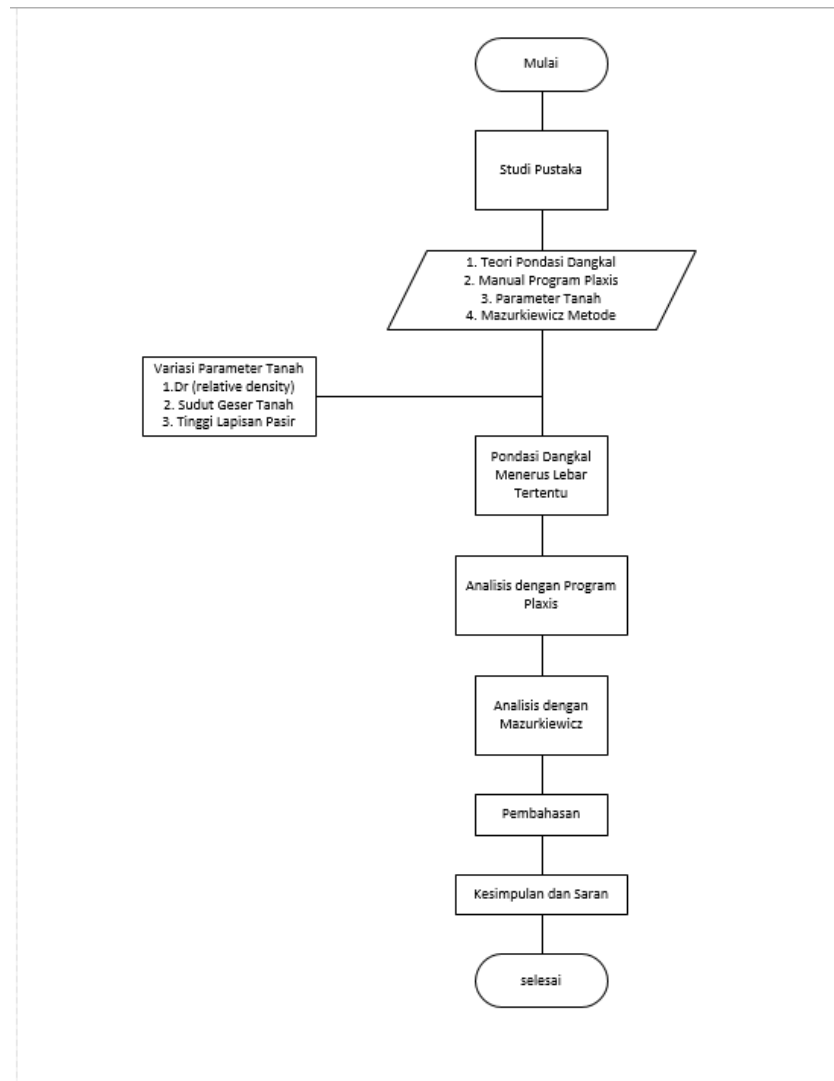 Mulai
Studi Pustaka
1. Teori Pondasi Dangkal
2. Manual Program Plaxis
3. Parameter Tanah
4. Mazurkiewicz Metode
Variasi Parameter Tanah
1.Dr (relative density)
2. Sudut Geser Tanah
3. Tinggi Lapisan Pasir
Pondasi Dangkal
Menerus Lebar
Tertentu
Analisis dengan Program
Plaxis
Analisis dengan
Mazurkiewicz
Pembahasan
Kesimpulan dan Saran
selesai